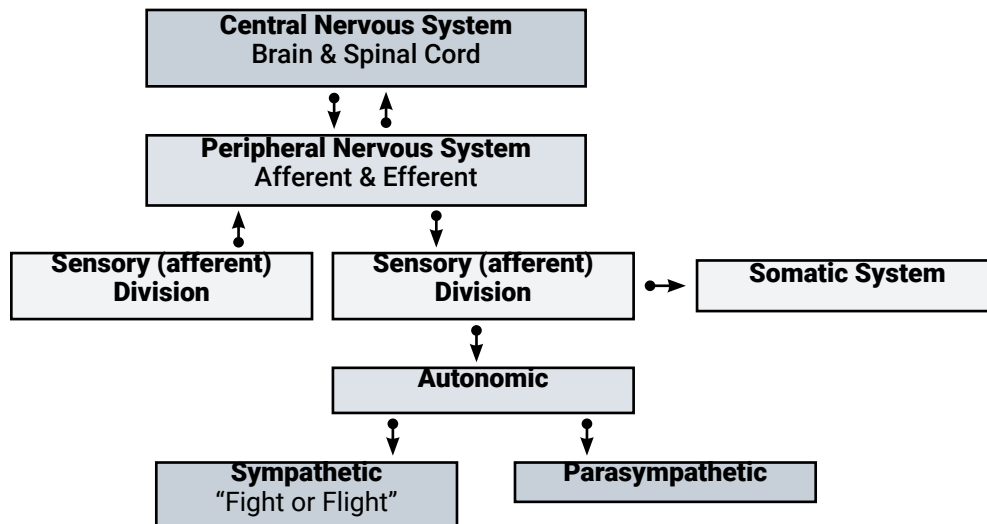 Central Nervous System
Brain & Spinal Cord
Peripheral Nervous System
Afferent & Efferent
Sensory (afferent)
Division
Sensory (afferent)
Division
Somatic System
Autonomic
Sympathetic
“Fight or Flight”
Parasympathetic